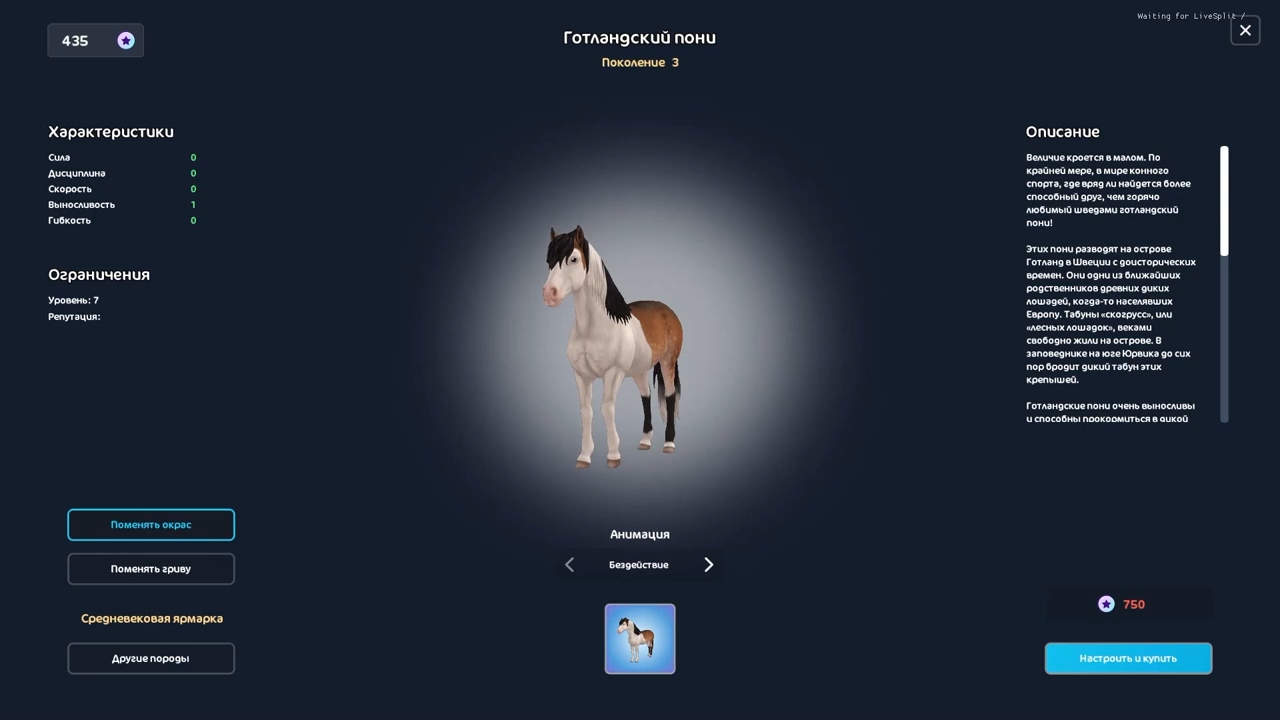 Waiting for LiveSplit /
435
Готландский пони
Поколение 3
Характеристики
Сила 0
Дисциплина 0
Скорость 0
Выносливость 1
Гибкость 0
Ограничения
Уровень: 7
Репутация:
Поменять окрас
Поменять гриву
Средневековая ярмарка
Другие породы
Анимация
Бездействие
Описание
Величие кроется в малом. По
крайней мере, в мире конного
спорта, где вряд ли найдется более
способный друг, чем горячо
любимый шведами готландский
пони!
Этих пони разводят на острове
Готланд в Швеции с доисторических
времен. Они одни из ближайших
родственников древних диких
лошадей, когда-то населявших
Европу. Табуны «скогрусс», или
«лесных лошадок», веками
свободно жили на острове. В
заповеднике на юге Юрвика до сих
пор бродит дикий табун этих
крепышей.
Готландские пони очень выносливы
и способны прокормиться в дикой
750
Настроить и купить